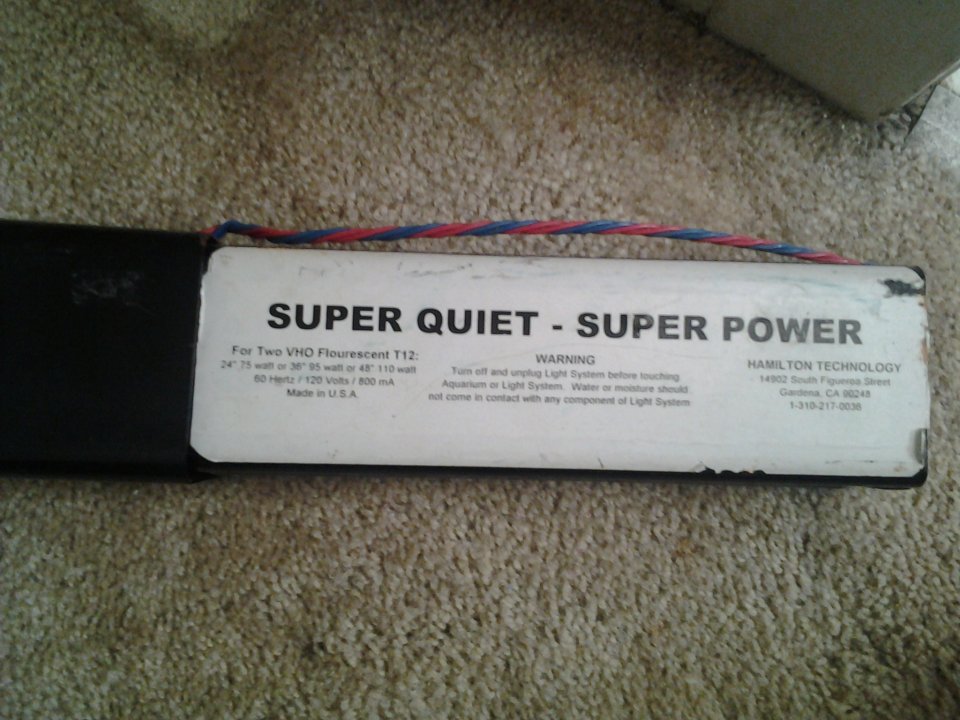 SUPER QUIET - SUPER POWER
For Two VHO Flourescent T12:
24" 75 watt or 36" 95 watt or 48" 110 watt
60 Hertz / 120 Volts / 800 mA
Made in U.S.A.
WARNING
Turn off and unplug Light System before touching
Aquarium or Light System. Water or moisture should
not come in contact with any component of Light System
HAMILTON TECHNOLOGY
14902 South Figueroa Street
Gardena, CA 90248
1-310-217-0036